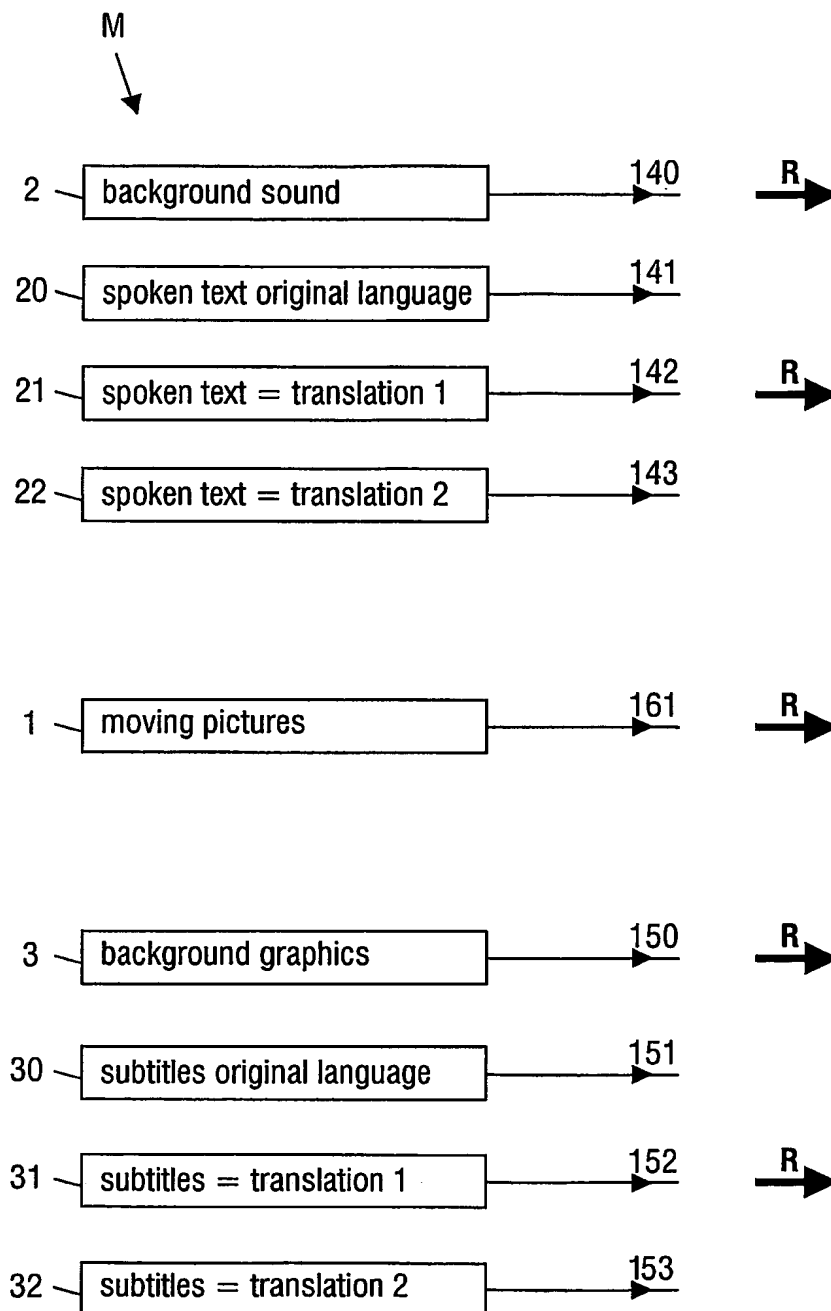 M
2 background sound 140 R
20 spoken text original language 141
21 spoken text = translation 1 142 R
22 spoken text = translation 2 143
1 moving pictures 161 R
3 background graphics 150 R
30 subtitles original language 151
31 subtitles = translation 1 152 R
32 subtitles = translation 2 153